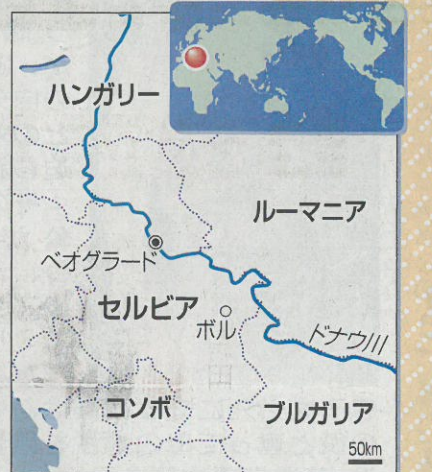 ハンガリー
ルーマニア
ベオグラード
セルビア
ボル
ドナウ川
コソボ
ブルガリア
50km